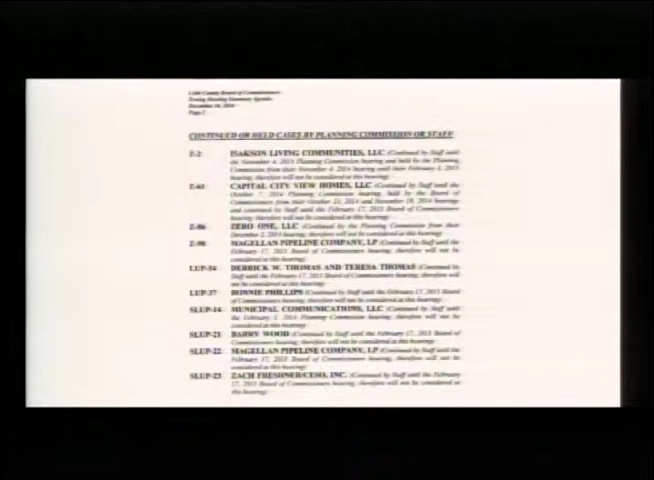 Cobb County Board of Commissioners
Zoning Hearing Summary Agenda
December 16, 2014
Page 2
CONTINUED OR HELD CASES BY PLANNING COMMISSION OR STAFF
Z-2 ISAKSON LIVING COMMUNITIES, LLC (Continued by Staff until
the November 4, 2013 Planning Commission hearing and held by the Planning
Commission from their November 4, 2014 hearing until their February 3, 2015
hearing; therefore will not be considered at this hearing)
CAPITAL CITY VIEW HOMES, LLC (Continued by Staff until the
October 7, 2014 Planning Commission hearing, held by the Board of
Commissioners from their October 21, 2014 and November 18, 2014 hearings
and continued by Staff until the February 17, 2015 Board of Commissioners
hearing; therefore will not be considered at this hearing)
ZERO ONE, LLC (Continued by the Planning Commission from their
December 2, 2014 hearing; therefore will not be considered at this hearing)
MAGELLAN PIPELINE COMPANY, LP (Continued by Staff until the
February 17, 2015 Board of Commissioners hearing; therefore will not be
considered at this hearing)
DERRICK W. THOMAS AND TERESA THOMAS (Continued by
Staff until the February 17, 2015 Board of Commissioners hearing; therefore will
not be considered at this hearing)
LUP-37 BONNIE PHILLIPS (Continued by Staff until the February 17, 2015 Board
of Commissioners hearing; therefore will not be considered at this hearing)
SLUP-14 MUNICIPAL COMMUNICATIONS, LLC (Continued by Staff until
the February 3, 2015 Planning Commission hearing; therefore will not be
considered at this hearing)
SLUP-21 BARRY WOOD (Continued by Staff until the February 17, 2015 Board of
Commissioners hearing; therefore will not be considered at this hearing)
SLUP-22 MAGELLAN PIPELINE COMPANY, LP (Continued by Staff until the
February 17, 2015 Board of Commissioners hearing; therefore will not be
considered at this hearing)
SLUP-23 ZACH FRESHNER/CESO, INC. (Continued by Staff until the February
17, 2015 Board of Commissioners hearing; therefore will not be considered at
this hearing)